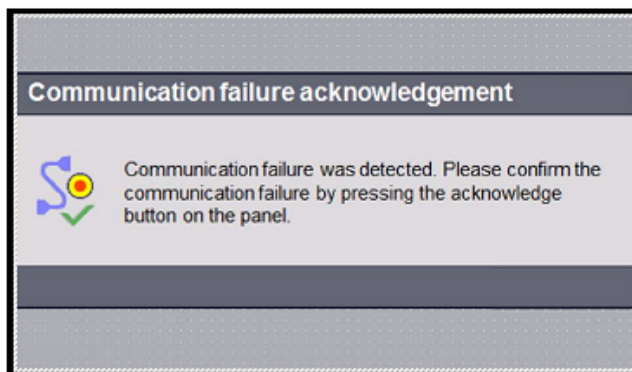 Communication failure acknowledgement
Communication failure was detected. Please confirm the
communication failure by pressing the acknowledge
button on the panel.